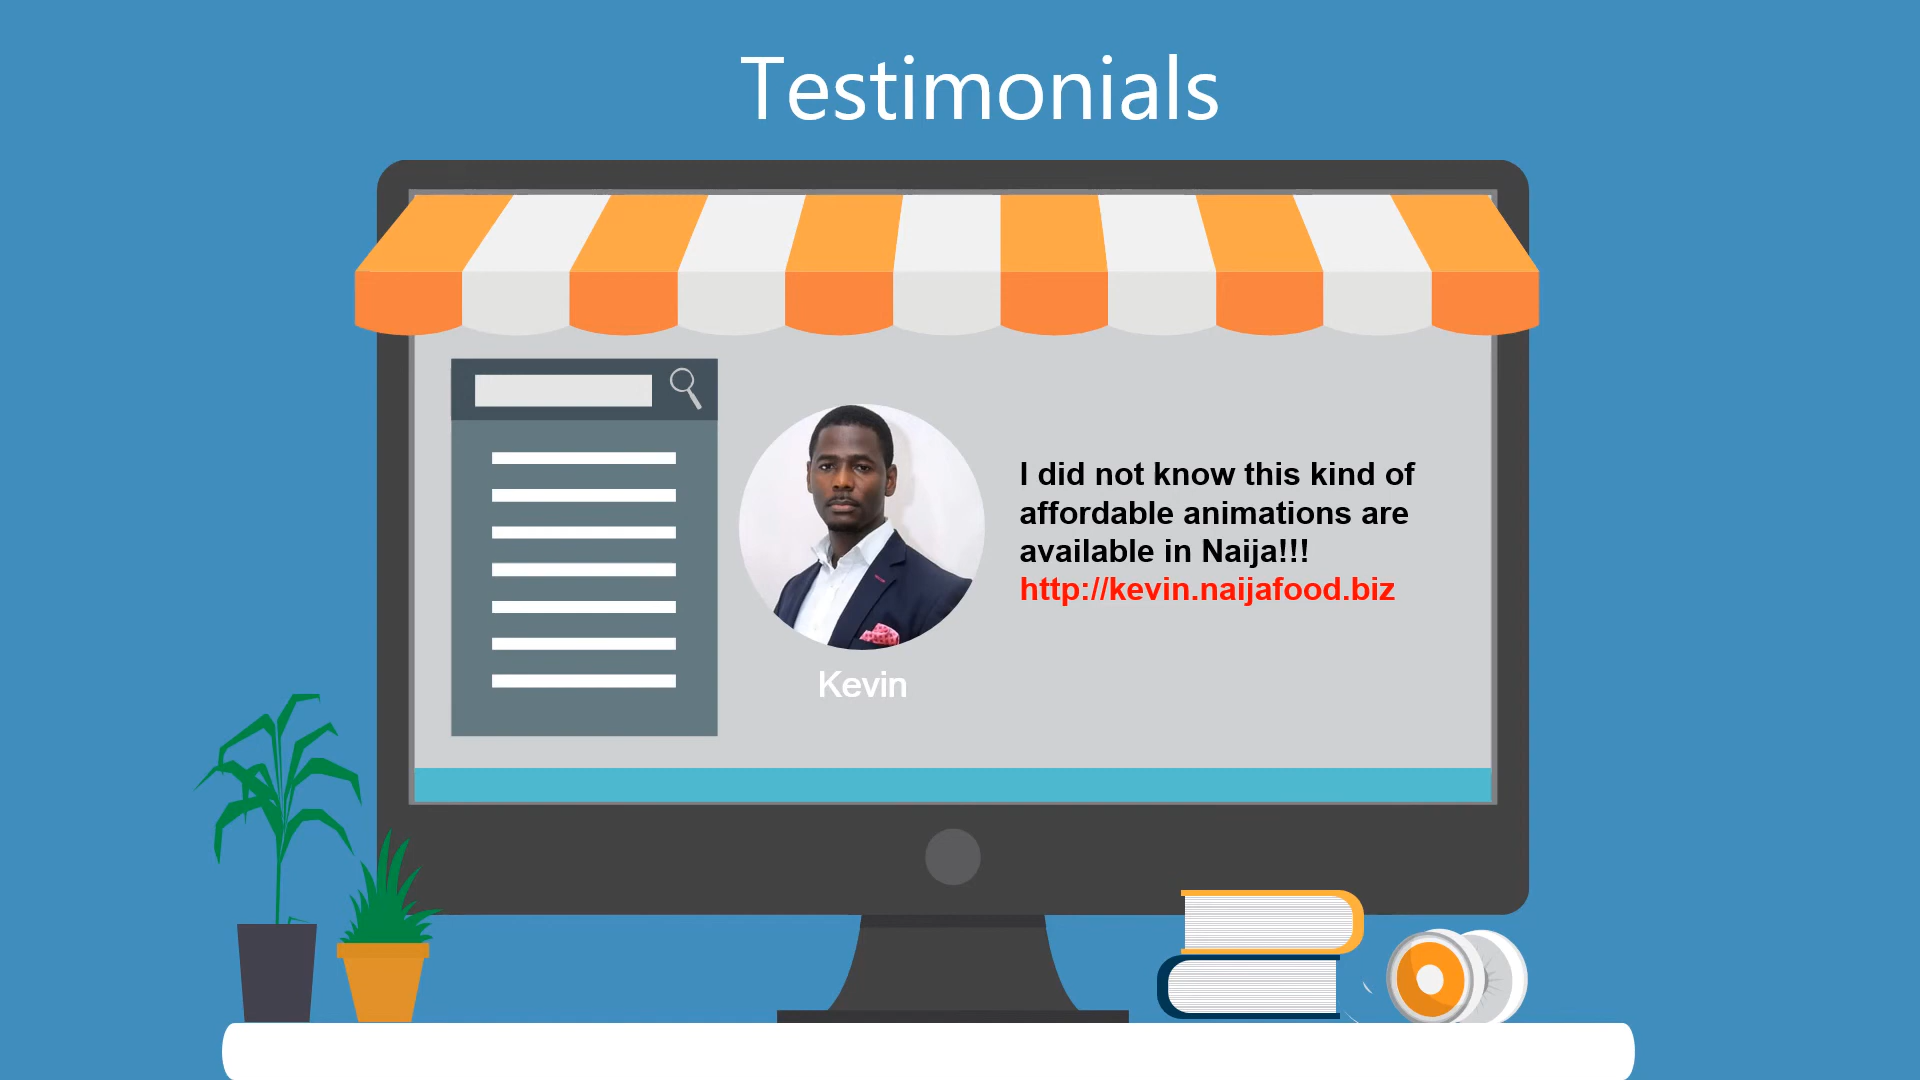 Testimonials
I did not know this kind of
affordable animations are
available in Naija!!!
http://kevin.naijafood.biz
Kevin